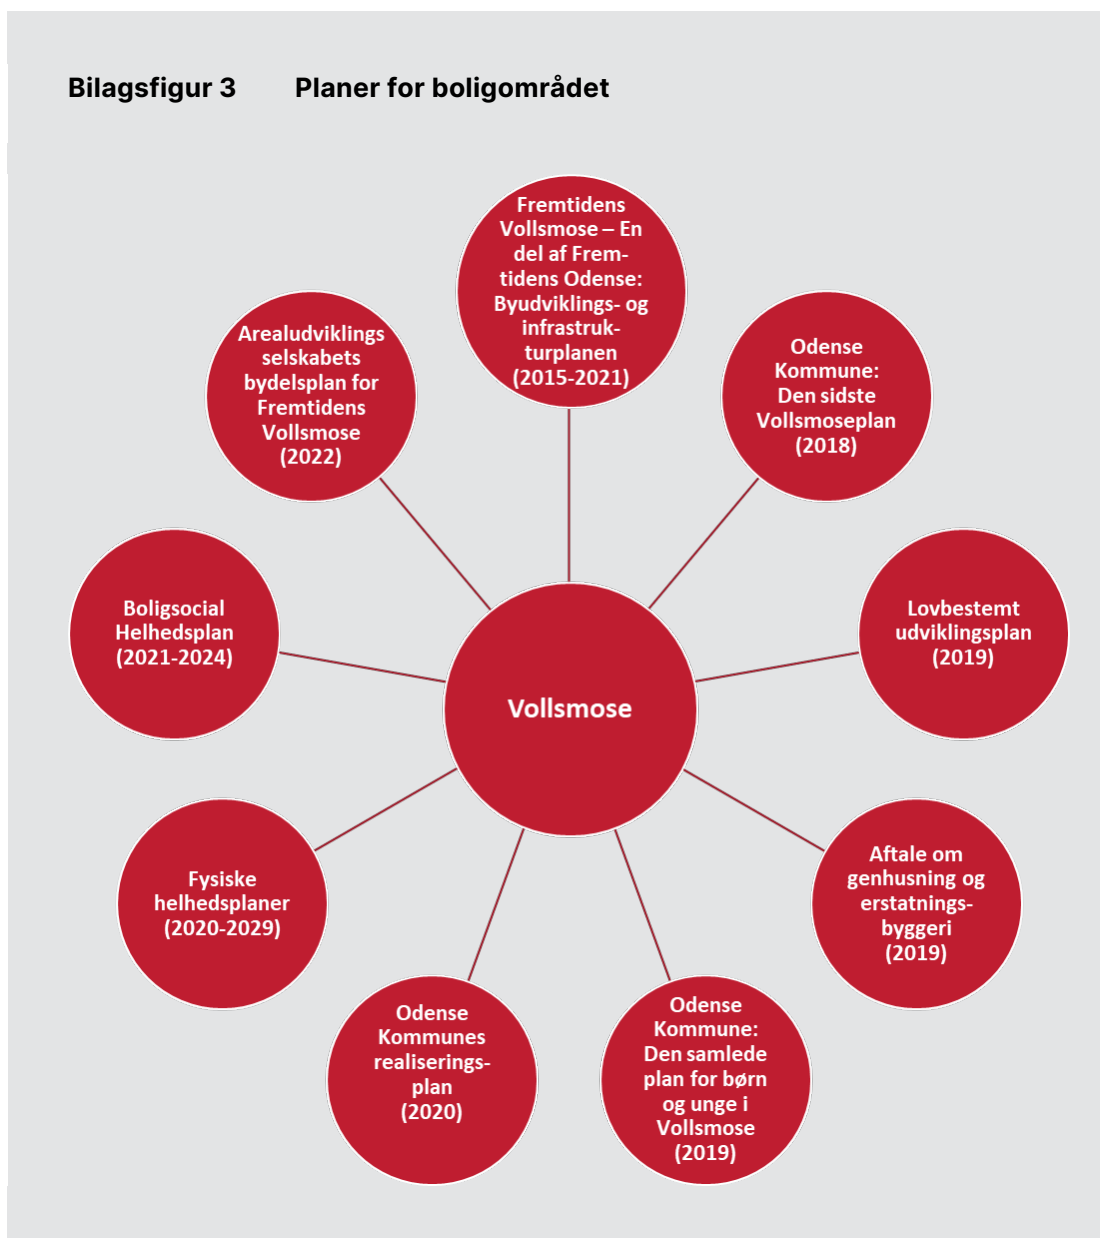 Bilagsfigur 3 Planer for boligområdet
Fremtidens
Vollsmose – En
del af Frem-
tidens Odense:
Byudviklings- og
infrastruk-
turplanen
(2015-2021)
Odense
Kommune:
Den sidste
Vollsmoseplan
(2018)
Lovbestemt
udviklingsplan
(2019)
Aftale om
genhusning og
erstatnings-
byggeri
(2019)
Odense
Kommune:
Den samlede
plan for børn
og unge i
Vollsmose
(2019)
Odense
Kommunes
realiserings-
plan
(2020)
Fysiske
helhedsplaner
(2020-2029)
Boligsocial
Helhedsplan
(2021-2024)
Arealudviklings
selskabets
bydelsplan for
Fremtidens
Vollsmose
(2022)
Vollsmose